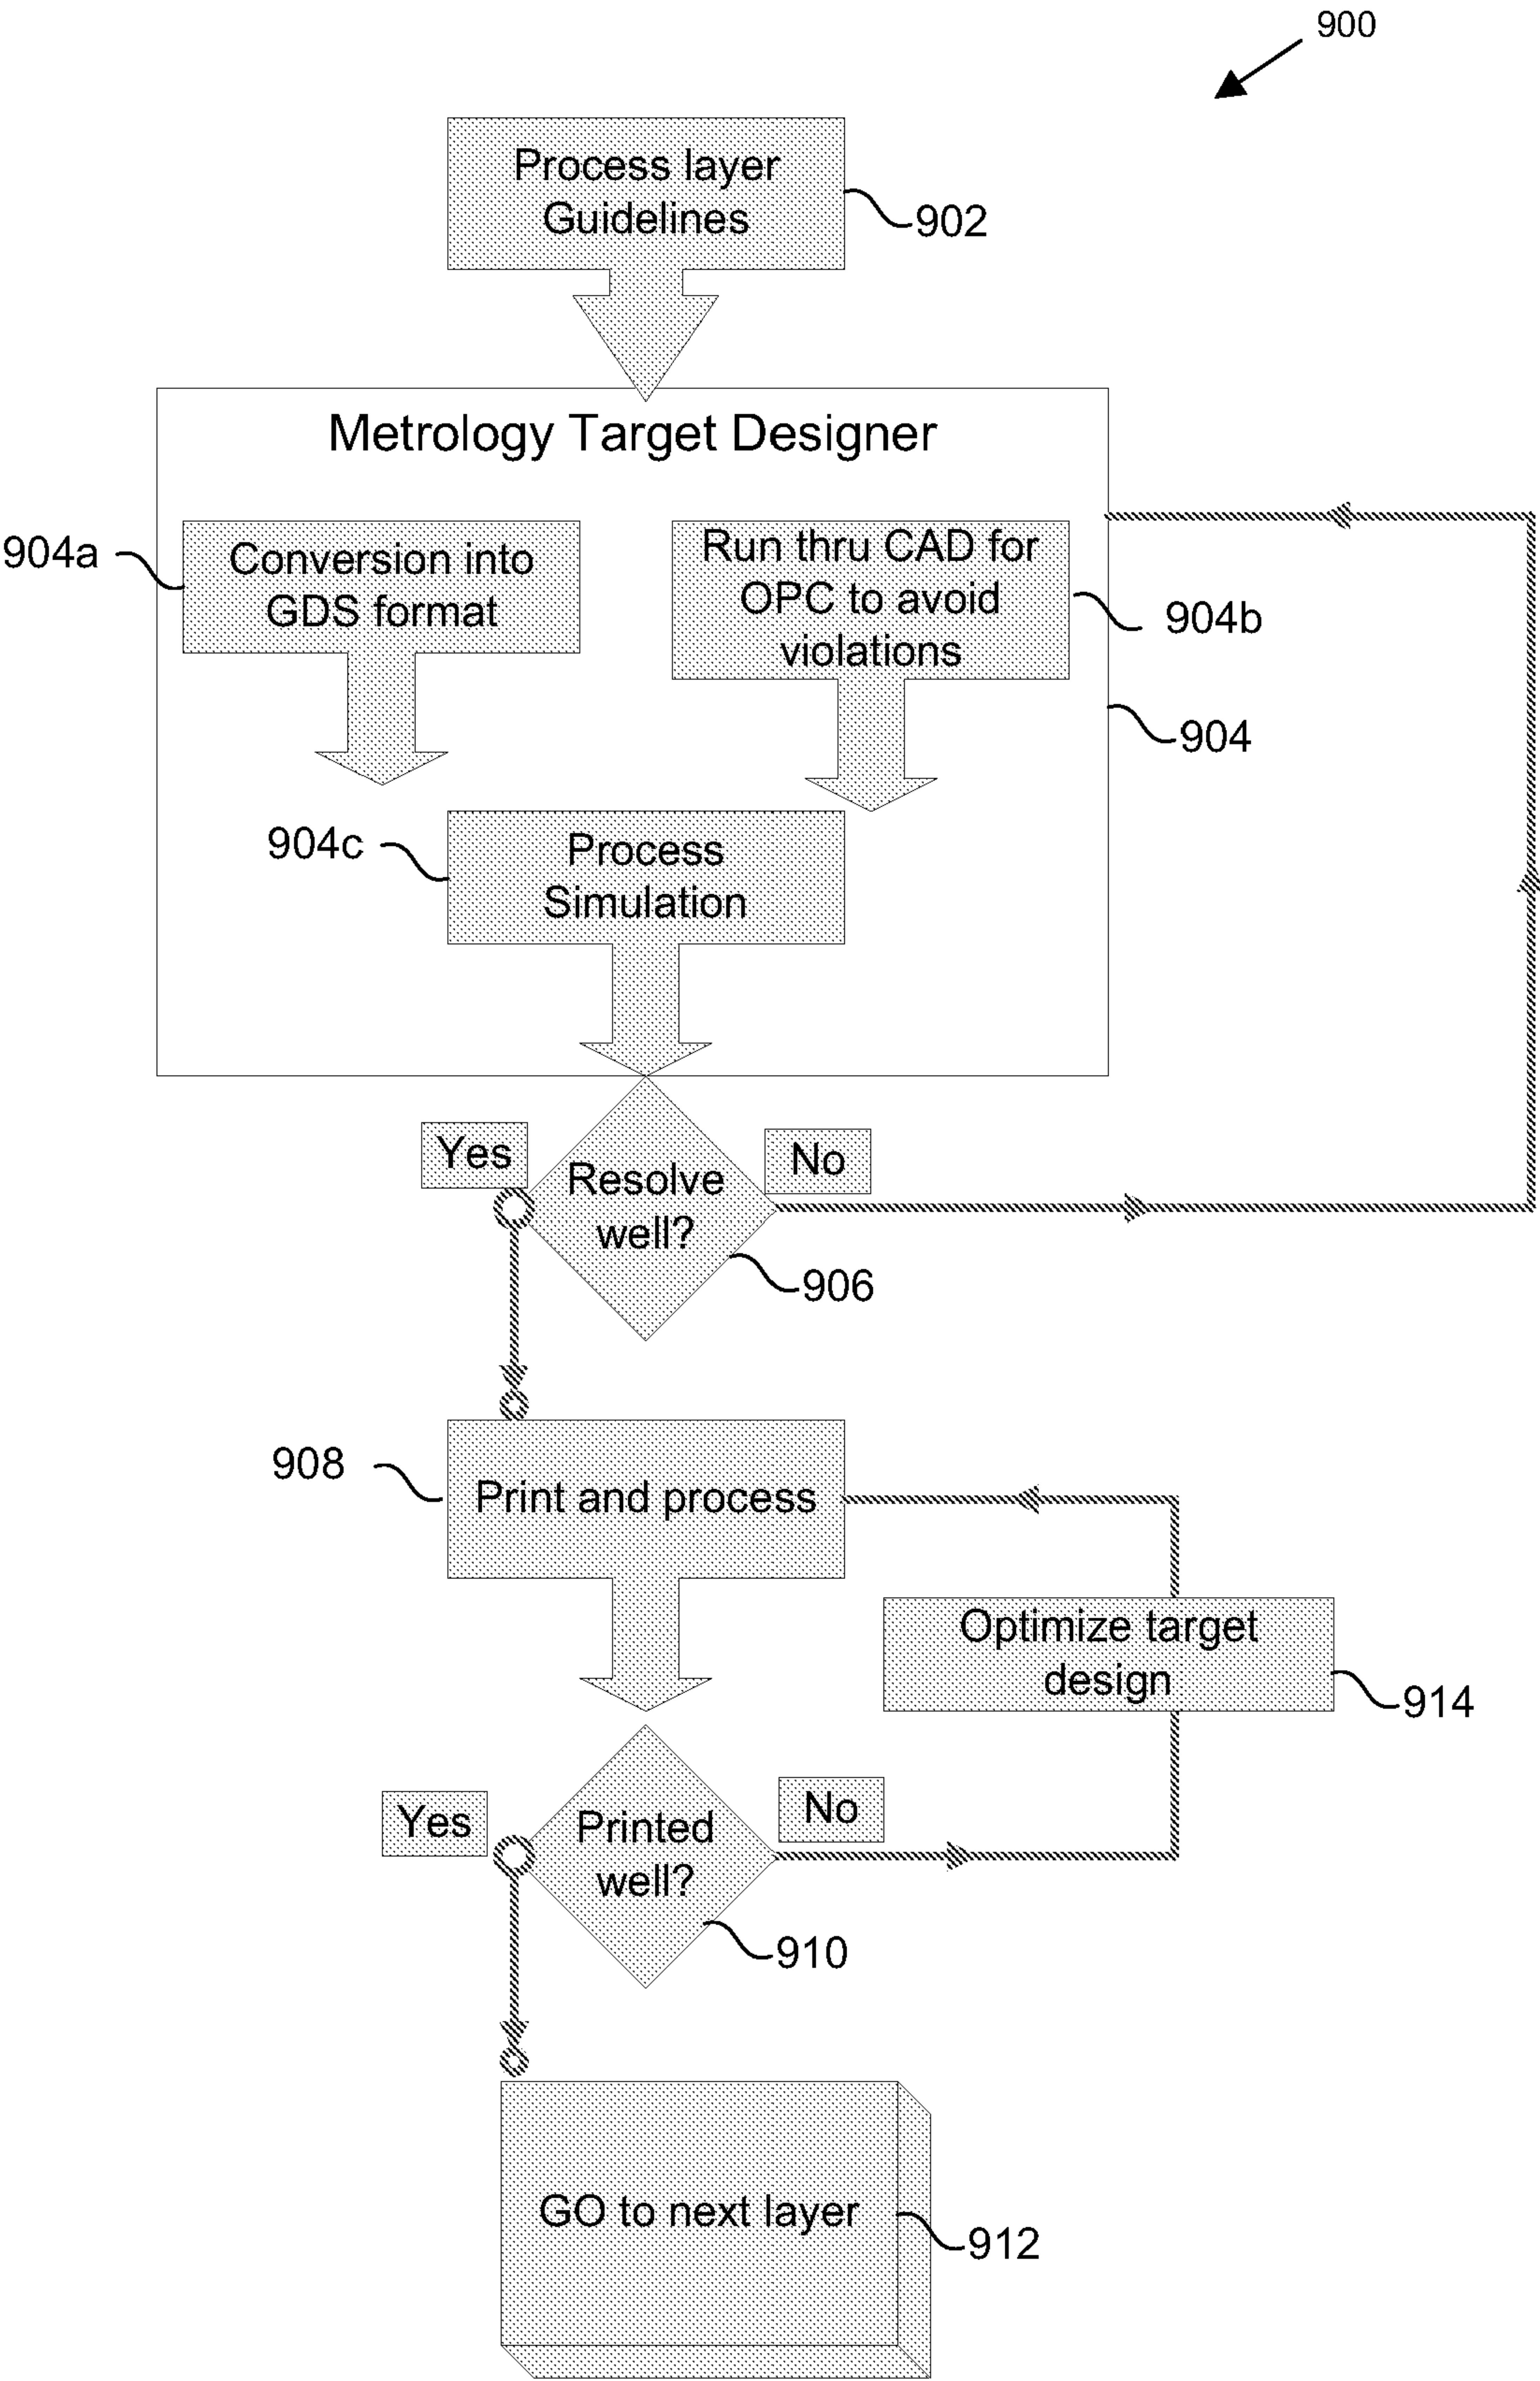 900
Process layer
Guidelines
902
Metrology Target Designer
904a
Conversion into
GDS format
Run thru CAD for
OPC to avoid
violations
904b
904
904c
Process
Simulation
Yes
No
Resolve
well?
906
908
Print and process
Optimize target
design
914
Yes
No
Printed
well?
910
GO to next layer
912